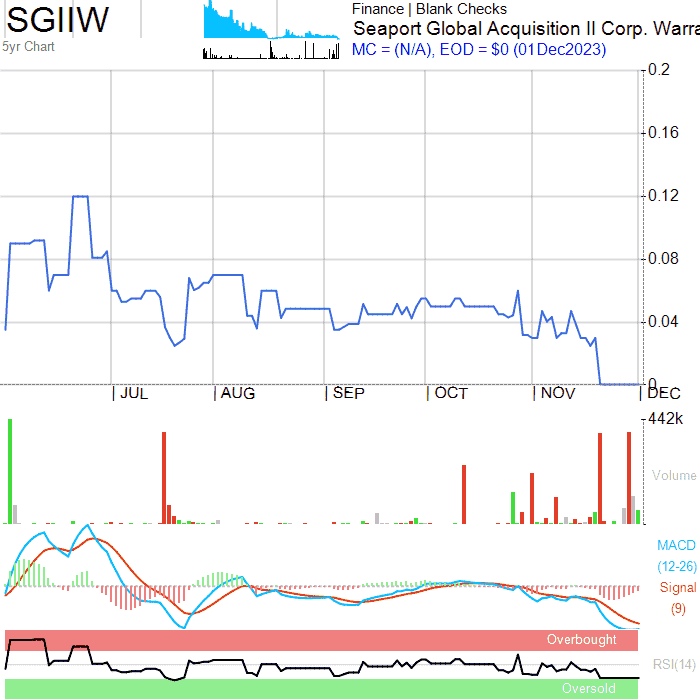 SGIIW
5yr Chart
Finance | Blank Checks
Seaport Global Acquisition II Corp. Warra
MC = (N/A), EOD = $0 (01Dec2023)
0.2
0.16
0.12
0.08
0.04
0
JUL
AUG
SEP
OCT
NOV
DEC
442k
Volume
MACD
(12-26)
Signal
(9)
Overbought
RSI(14)
Oversold